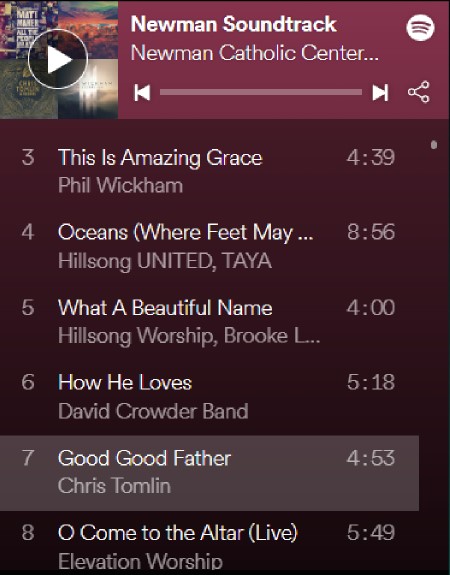 Newman Soundtrack
Newman Catholic Center...
3 This Is Amazing Grace 4:39
Phil Wickham
4 Oceans (Where Feet May ... 8:56
Hillsong UNITED, TAYA
5 What A Beautiful Name 4:00
Hillsong Worship, Brooke L...
6 How He Loves 5:18
David Crowder Band
7 Good Good Father 4:53
Chris Tomlin
8 O Come to the Altar (Live) 5:49
Elevation Worship